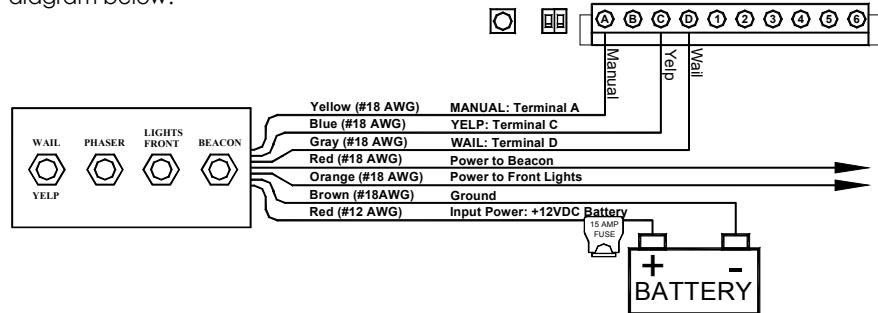 diagram below:
A B C D 1 2 3 4 5 6
Manual
Yelp
Wail
Yellow (#18 AWG) MANUAL: Terminal A
Blue (#18 AWG) YELP: Terminal C
Gray (#18 AWG) WAIL: Terminal D
Red (#18 AWG) Power to Beacon
Orange (#18 AWG) Power to Front Lights
Brown (#18AWG) Ground
Red (#12 AWG) Input Power: +12VDC Battery
WAIL PHASER LIGHTS FRONT BEACON
YELP
15 AMP
FUSE
+ -
BATTERY